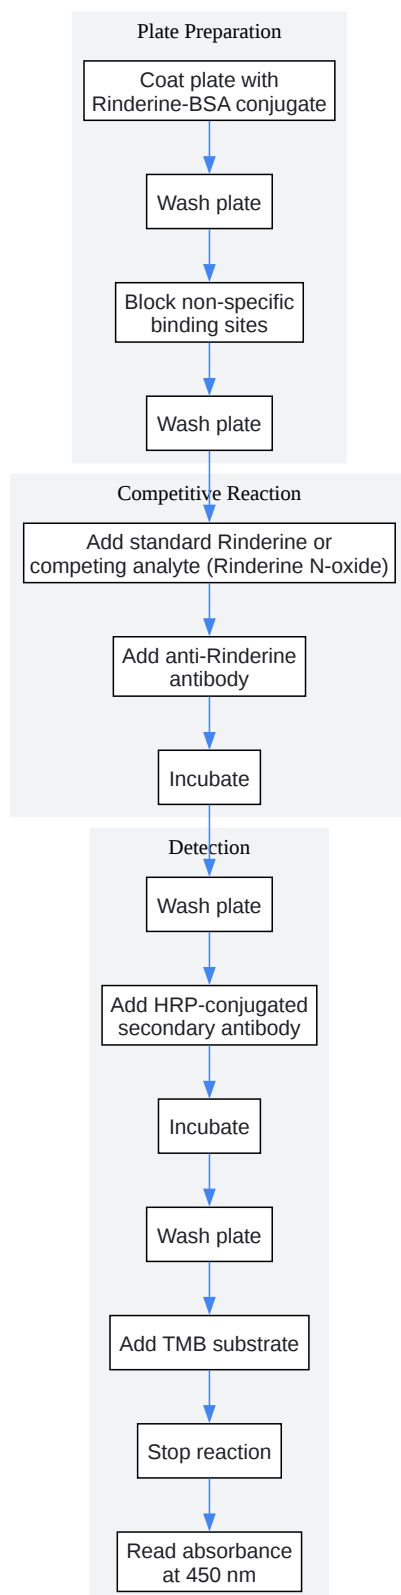 Plate Preparation
Coat plate with
Rinderine-BSA conjugate
Wash plate
Block non-specific
binding sites
Wash plate
Competitive Reaction
Add standard Rinderine or
competing analyte (Rinderine N-oxide)
Add anti-Rinderine
antibody
Incubate
Detection
Wash plate
Add HRP-conjugated
secondary antibody
Incubate
Wash plate
Add TMB substrate
Stop reaction
Read absorbance
at 450 nm